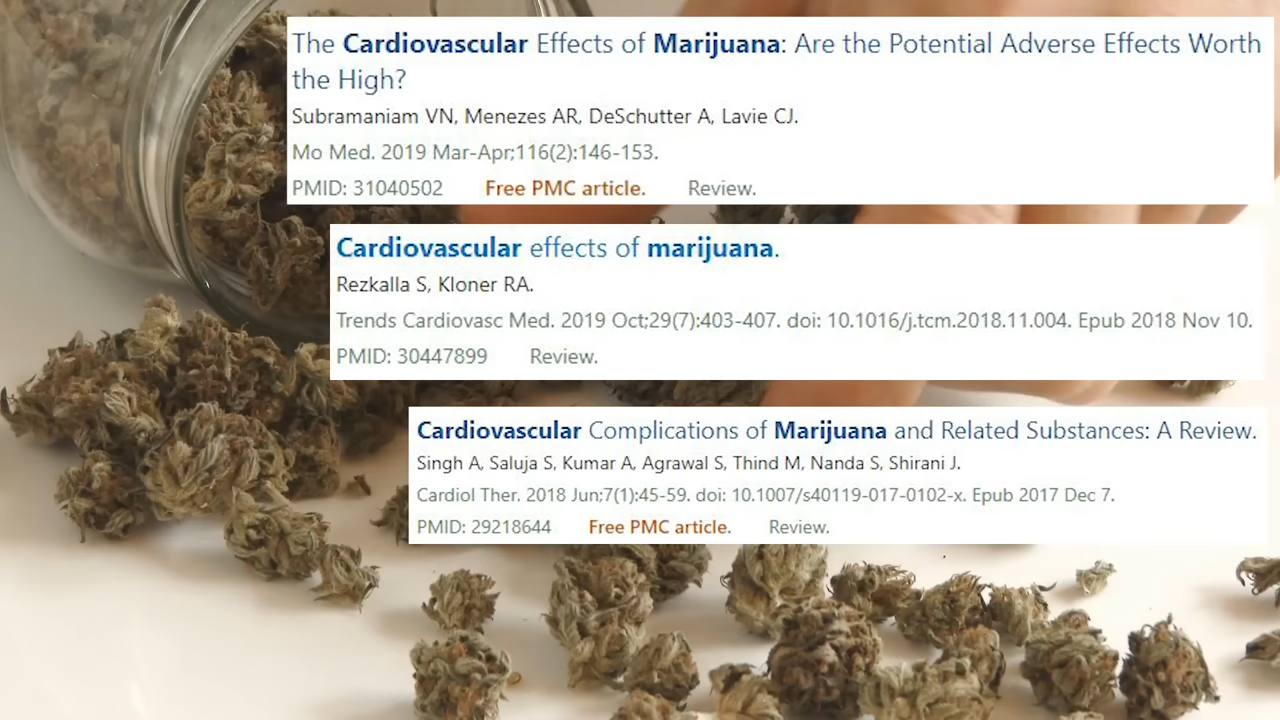 The Cardiovascular Effects of Marijuana: Are the Potential Adverse Effects Worth
the High?
Subramaniam VN, Menezes AR, DeSchutter A, Lavie CJ.
Mo Med. 2019 Mar-Apr;116(2):146-153.
PMID: 31040502 Free PMC article. Review.
Cardiovascular effects of marijuana.
Rezkalla S, Kloner RA.
Trends Cardiovasc Med. 2019 Oct;29(7):403-407. doi: 10.1016/j.tcm.2018.11.004. Epub 2018 Nov 10.
PMID: 30447899 Review.
Cardiovascular Complications of Marijuana and Related Substances: A Review.
Singh A, Saluja S, Kumar A, Agrawal S, Thind M, Nanda S, Shirani J.
Cardiol Ther. 2018 Jun;7(1):45-59. doi: 10.1007/s40119-017-0102-x. Epub 2017 Dec 7.
PMID: 29218644 Free PMC article. Review.